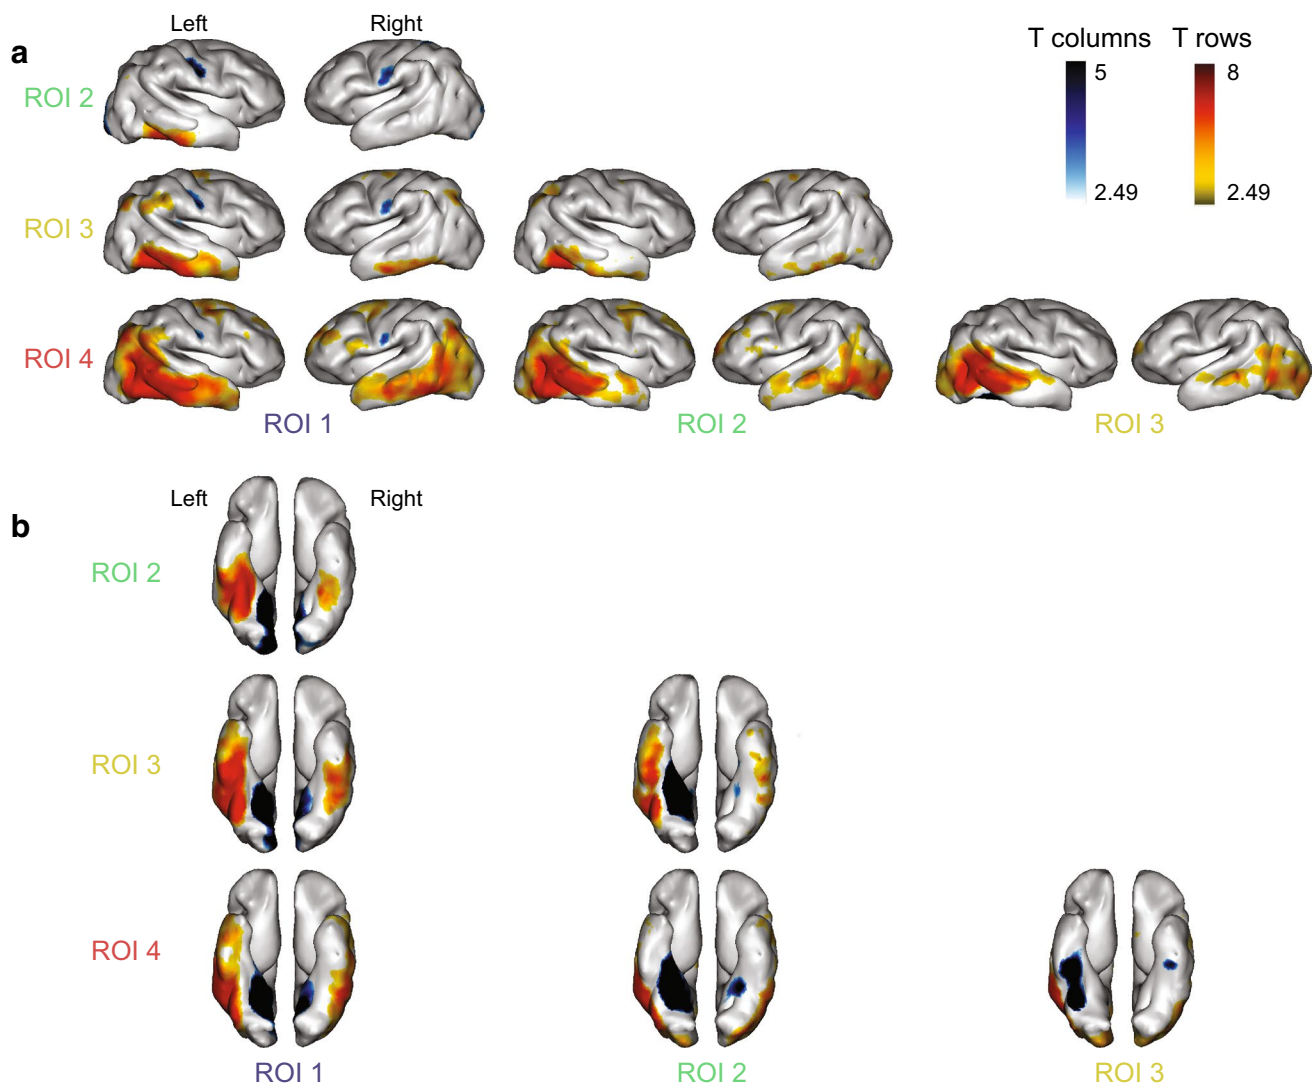 a
Left
Right
T columns
T rows
5
8
2.49
2.49
ROI 2
ROI 3
ROI 4
ROI 1
ROI 2
ROI 3
b
Left
Right
ROI 2
ROI 3
ROI 4
ROI 1
ROI 2
ROI 3